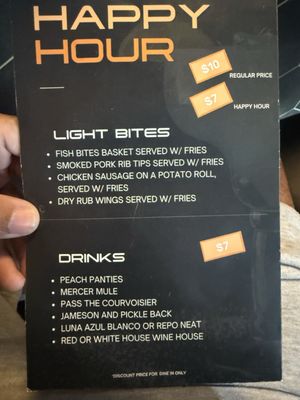 HAPPY
HOUR
$10
REGULAR PRICE
$7
HAPPY HOUR
LIGHT BITES
• FISH BITES BASKET SERVED W/ FRIES
• SMOKED PORK RIB TIPS SERVED W/ FRIES
• CHICKEN SAUSAGE ON A POTATO ROLL,
SERVED W/ FRIES
• DRY RUB WINGS SERVED W/ FRIES
DRINKS
$7
• PEACH PANTIES
• MERCER MULE
• PASS THE COURVOISIER
• JAMESON AND PICKLE BACK
• LUNA AZUL BLANCO OR REPO NEAT
• RED OR WHITE HOUSE WINE HOUSE
*DISCOUNT PRICE FOR DINE IN ONLY